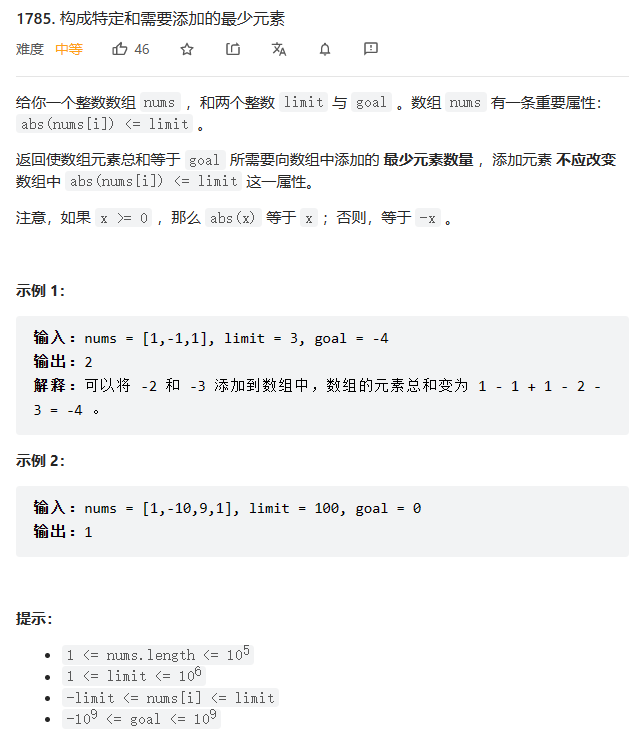 1785. 构成特定和需要添加的最少元素
难度 中等 46
给你一个整数数组 nums ，和两个整数 limit 与 goal 。数组 nums 有一条重要属性：
abs(nums[i]) <= limit 。
返回使数组元素总和等于 goal 所需要向数组中添加的 最少元素数量 ，添加元素 不应改变
数组中 abs(nums[i]) <= limit 这一属性。
注意，如果 x >= 0 ，那么 abs(x) 等于 x ；否则，等于 -x 。
示例 1：
输入：nums = [1,-1,1], limit = 3, goal = -4
输出：2
解释：可以将 -2 和 -3 添加到数组中，数组的元素总和变为 1 - 1 + 1 - 2 -
3 = -4 。
示例 2：
输入：nums = [1,-10,9,1], limit = 100, goal = 0
输出：1
提示：
• 1 <= nums.length <= 10⁵
• 1 <= limit <= 10⁶
• -limit <= nums[i] <= limit
• -10⁹ <= goal <= 10⁹